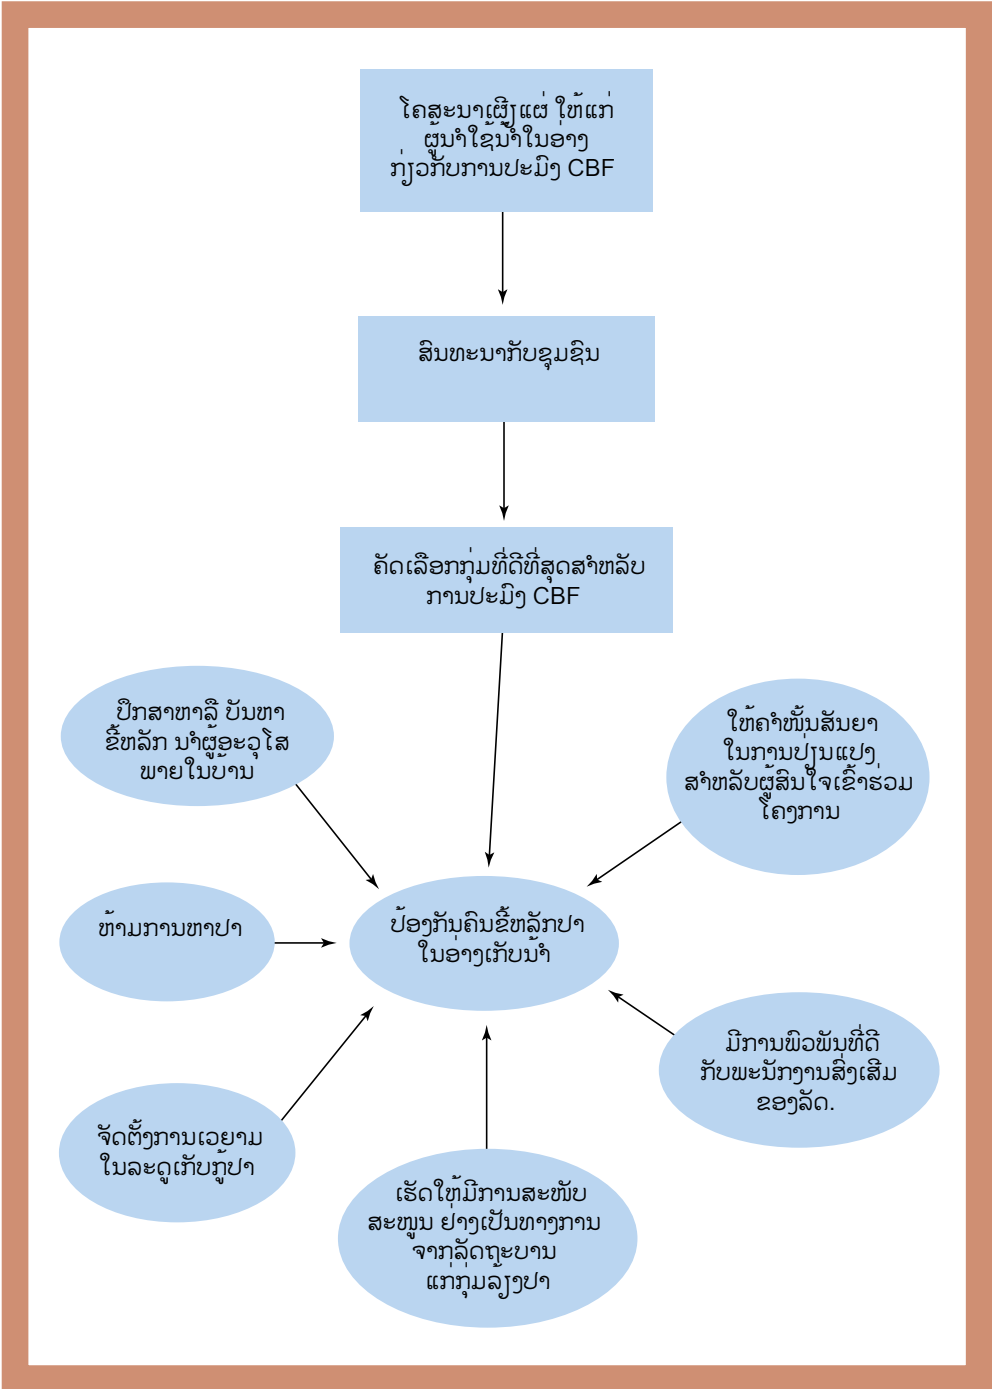 ໂຄສະນາເຜີຽແຜ່ ໃຫ້ແກ່
ຜູ້ນຳໃຊ້ນ້ຳໃນອ່າງ
ກ່ຽວກັບການປະມົງ CBF
ສົນທະນາກັບຊຸມຊົນ
ຄັດເລືອກກຸ່ມທີ່ດີທີ່ສຸດສຳຫລັບ
ການປະມົງ CBF
ປຶກສາຫາລື ບັນຫາ
ຂີ້ຫລັກ ນຳຜູ້ອະວຸໂສ
ພາຍໃນບ້ານ
ໃຫ້ຄຳໝັ້ນສັນຍາ
ໃນການປ່ຽນແປງ
ສຳຫລັບຜູ້ສົນໃຈເຂົ້າຮ່ວມ
ໂຄງການ
ຫ້າມການຫາປາ
ປ້ອງກັນຄົນຂີ້ຫລັກປາ
ໃນອ່າງເກັບນ້ຳ
ມີການພົວພັນທີ່ດີ
ກັບພະນັກງານສົ່ງເສີມ
ຂອງລັດ.
ຈັດຕັ້ງການເວຍາມ
ໃນລະດູເກັບກູ້ປາ
ເຮັດໃຫ້ມີການສະໜັບ
ສະໜູນ ຢ່າງເປັນທາງການ
ຈາກລັດຖະບານ
ແກ່ກຸ່ມລ້ຽງປາ